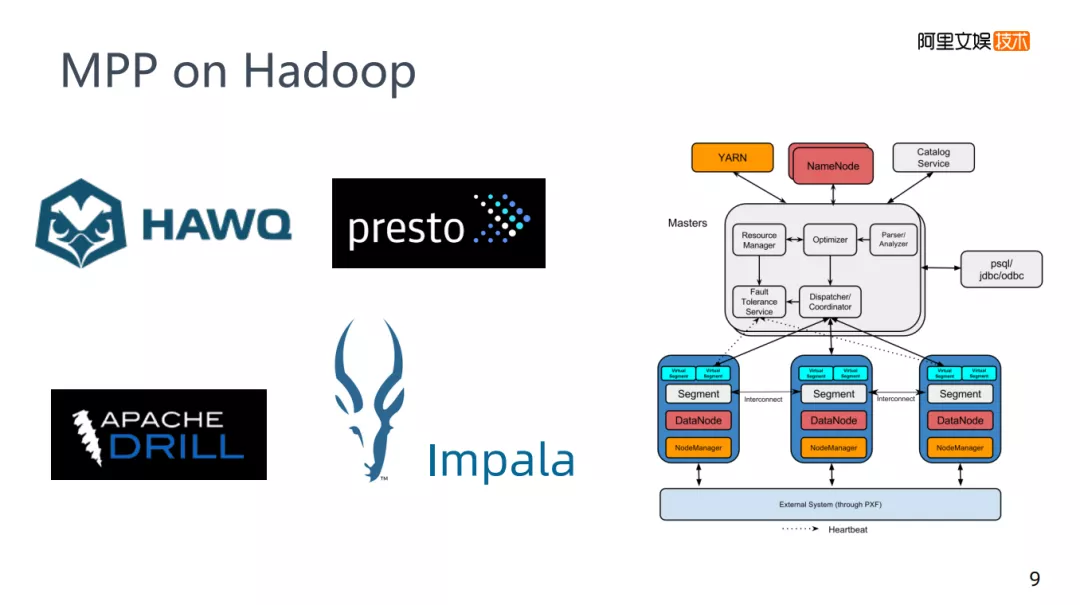 阿里文娱技术
MPP on Hadoop
HAWQ
presto
APACHE
DRILL
Impala
TM
YARN
NameNode
Catalog
Service
Masters
Resource
Manager
Optimizer
Parser/
Analyzer
Fault
Tolerance
Service
Dispatcher/
Coordinator
psql/
jdbc/odbc
Virtual
Segment
Virtual
Segment
Segment
DataNode
NodeManager
Interconnect
Virtual
Segment
Virtual
Segment
Segment
DataNode
NodeManager
Interconnect
Virtual
Segment
Virtual
Segment
Segment
DataNode
NodeManager
External System (through PXF)
Heartbeat
9